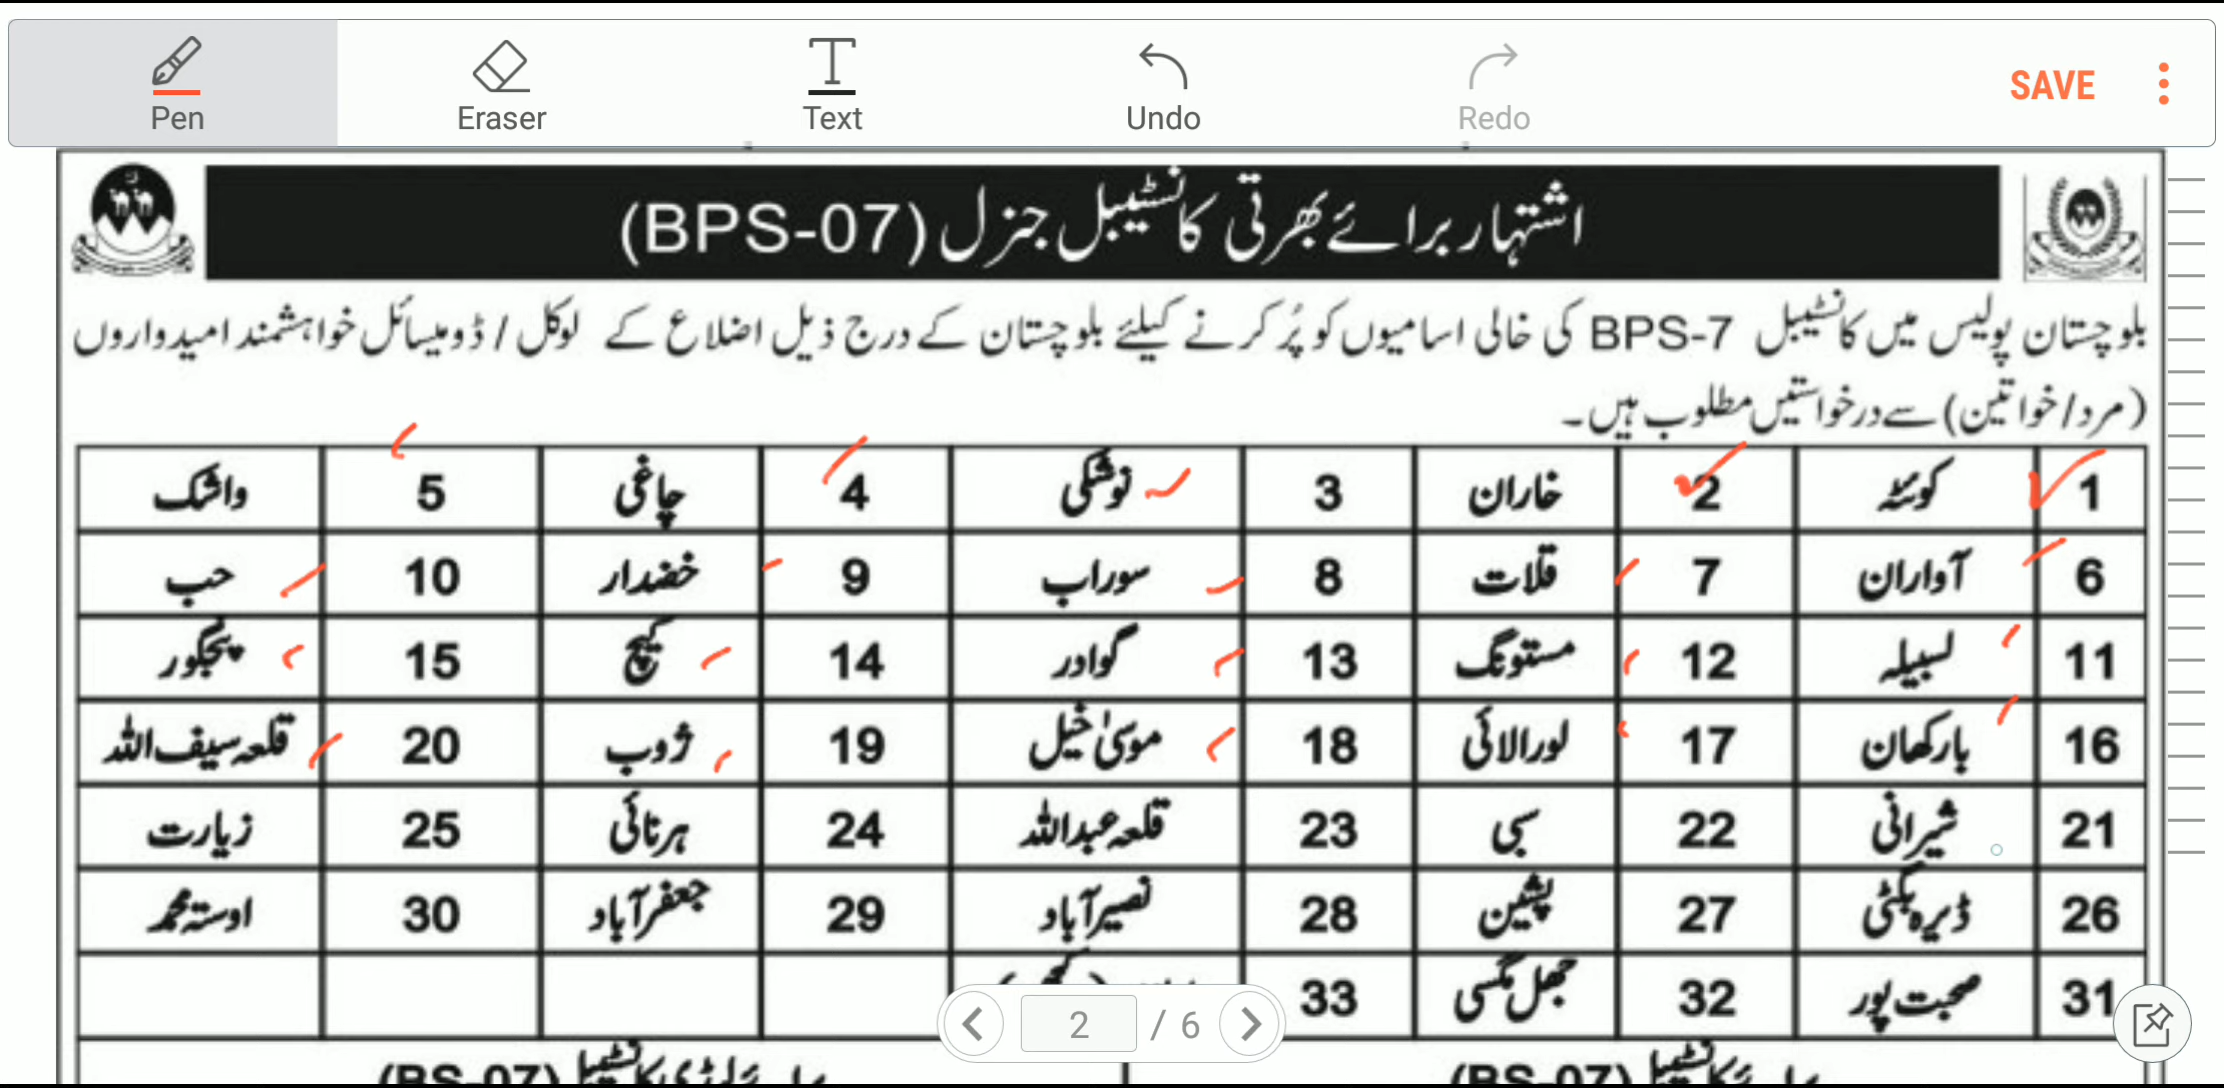 Pen Eraser Text Undo Redo SAVE
اشتہار برائے بھرتی کانسٹیبل جنرل (BPS-07)
بلوچستان پولیس میں کانسٹیبل BPS-7 کی خالی اسامیوں کو پُر کرنے کیلئے بلوچستان کے درج ذیل اضلاع کے لوکل / ڈومیسائل خواہشمند امیدواروں
(مرد/خواتین) سے درخواستیں مطلوب ہیں۔
1 کوئٹہ 2 خاران 3 نوشکی 4 چاغی 5 واشک
6 آواران 7 قلات 8 سوراب 9 خضدار 10 حب
11 لسبیلہ 12 مستونگ 13 گوادر 14 کیچ 15 پنجگور
16 بارکھان 17 لورالائی 18 موسیٰ خیل 19 ژوب 20 قلعہ سیف اللہ
21 شیرانی 22 سبی 23 قلعہ عبداللہ 24 ہرنائی 25 زیارت
26 ڈیرہ بگٹی 27 پشین 28 نصیر آباد 29 جعفر آباد 30 اوستہ محمد
31 صحبت پور 32 جھل مگسی 33
2 / 6
(BS-07) (BS-07)